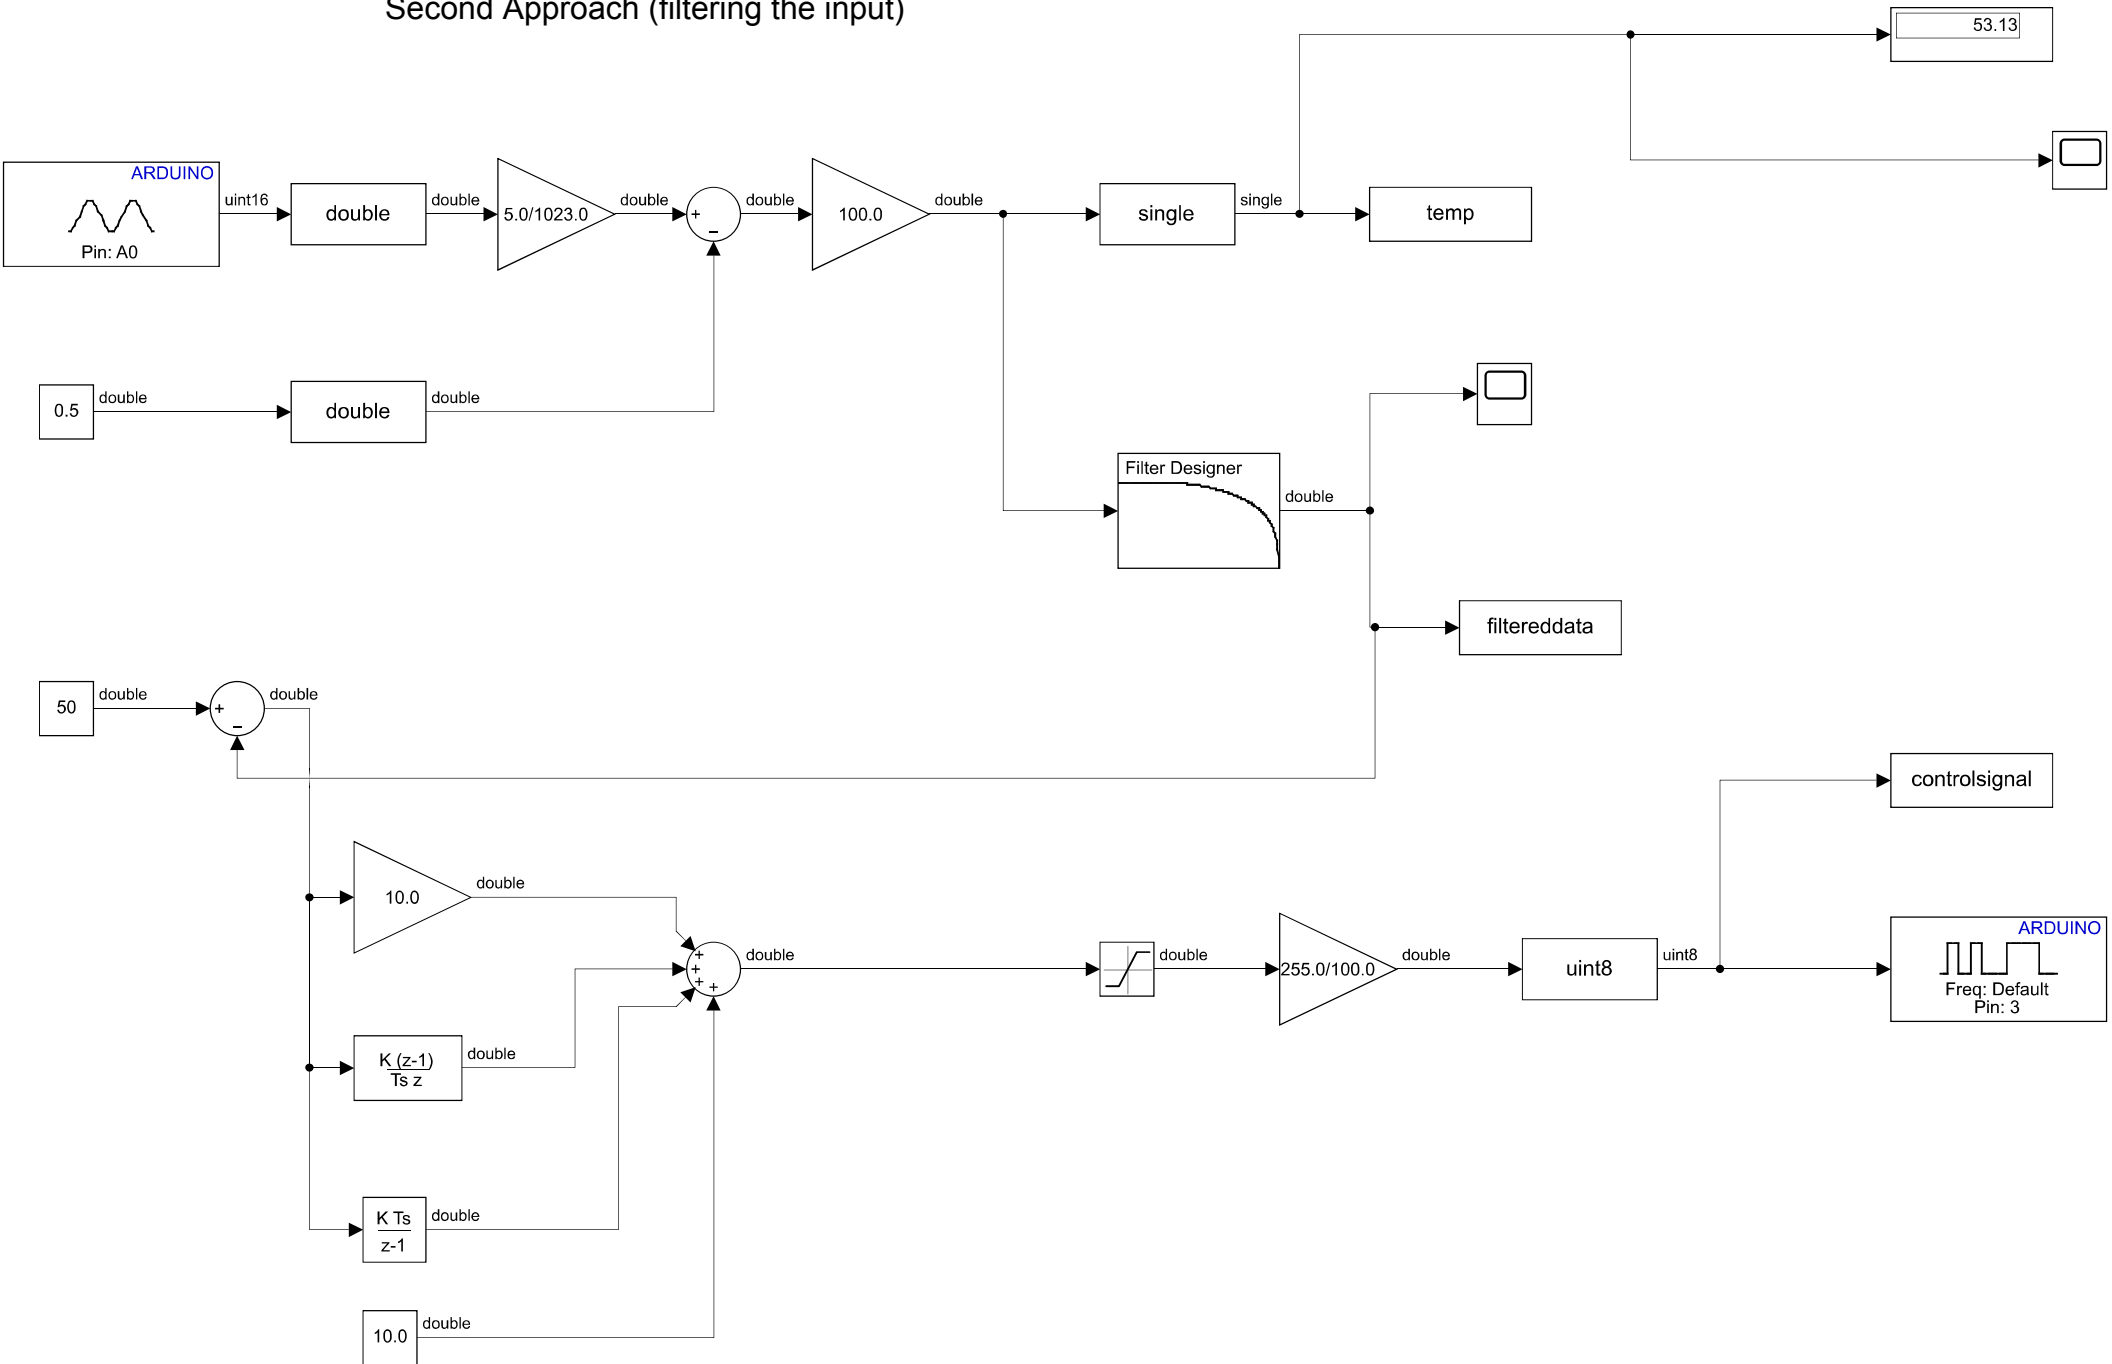 Second Approach (filtering the input)
53.13
ARDUINO
Pin: A0
uint16
double
double
5.0/1023.0
double
+
−
double
100.0
double
single
single
temp
0.5
double
double
double
Filter Designer
double
filtereddata
50
double
+
−
double
controlsignal
10.0
double
+
+
+
+
double
double
255.0/100.0
double
uint8
uint8
ARDUINO
Freq: Default
Pin: 3
K (z-1)
Ts z
double
K Ts
z-1
double
10.0
double